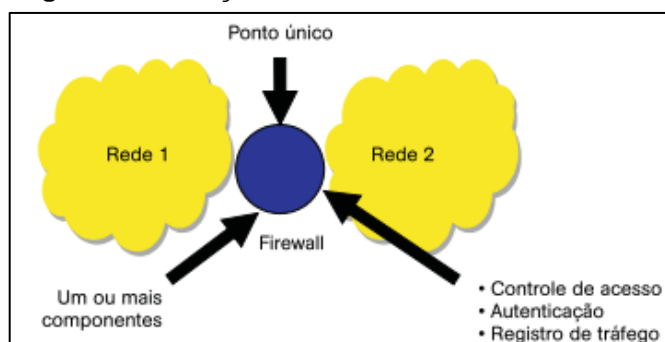 Ponto único
Rede 1
Rede 2
Firewall
Um ou mais
componentes
• Controle de acesso
• Autenticação
• Registro de tráfego